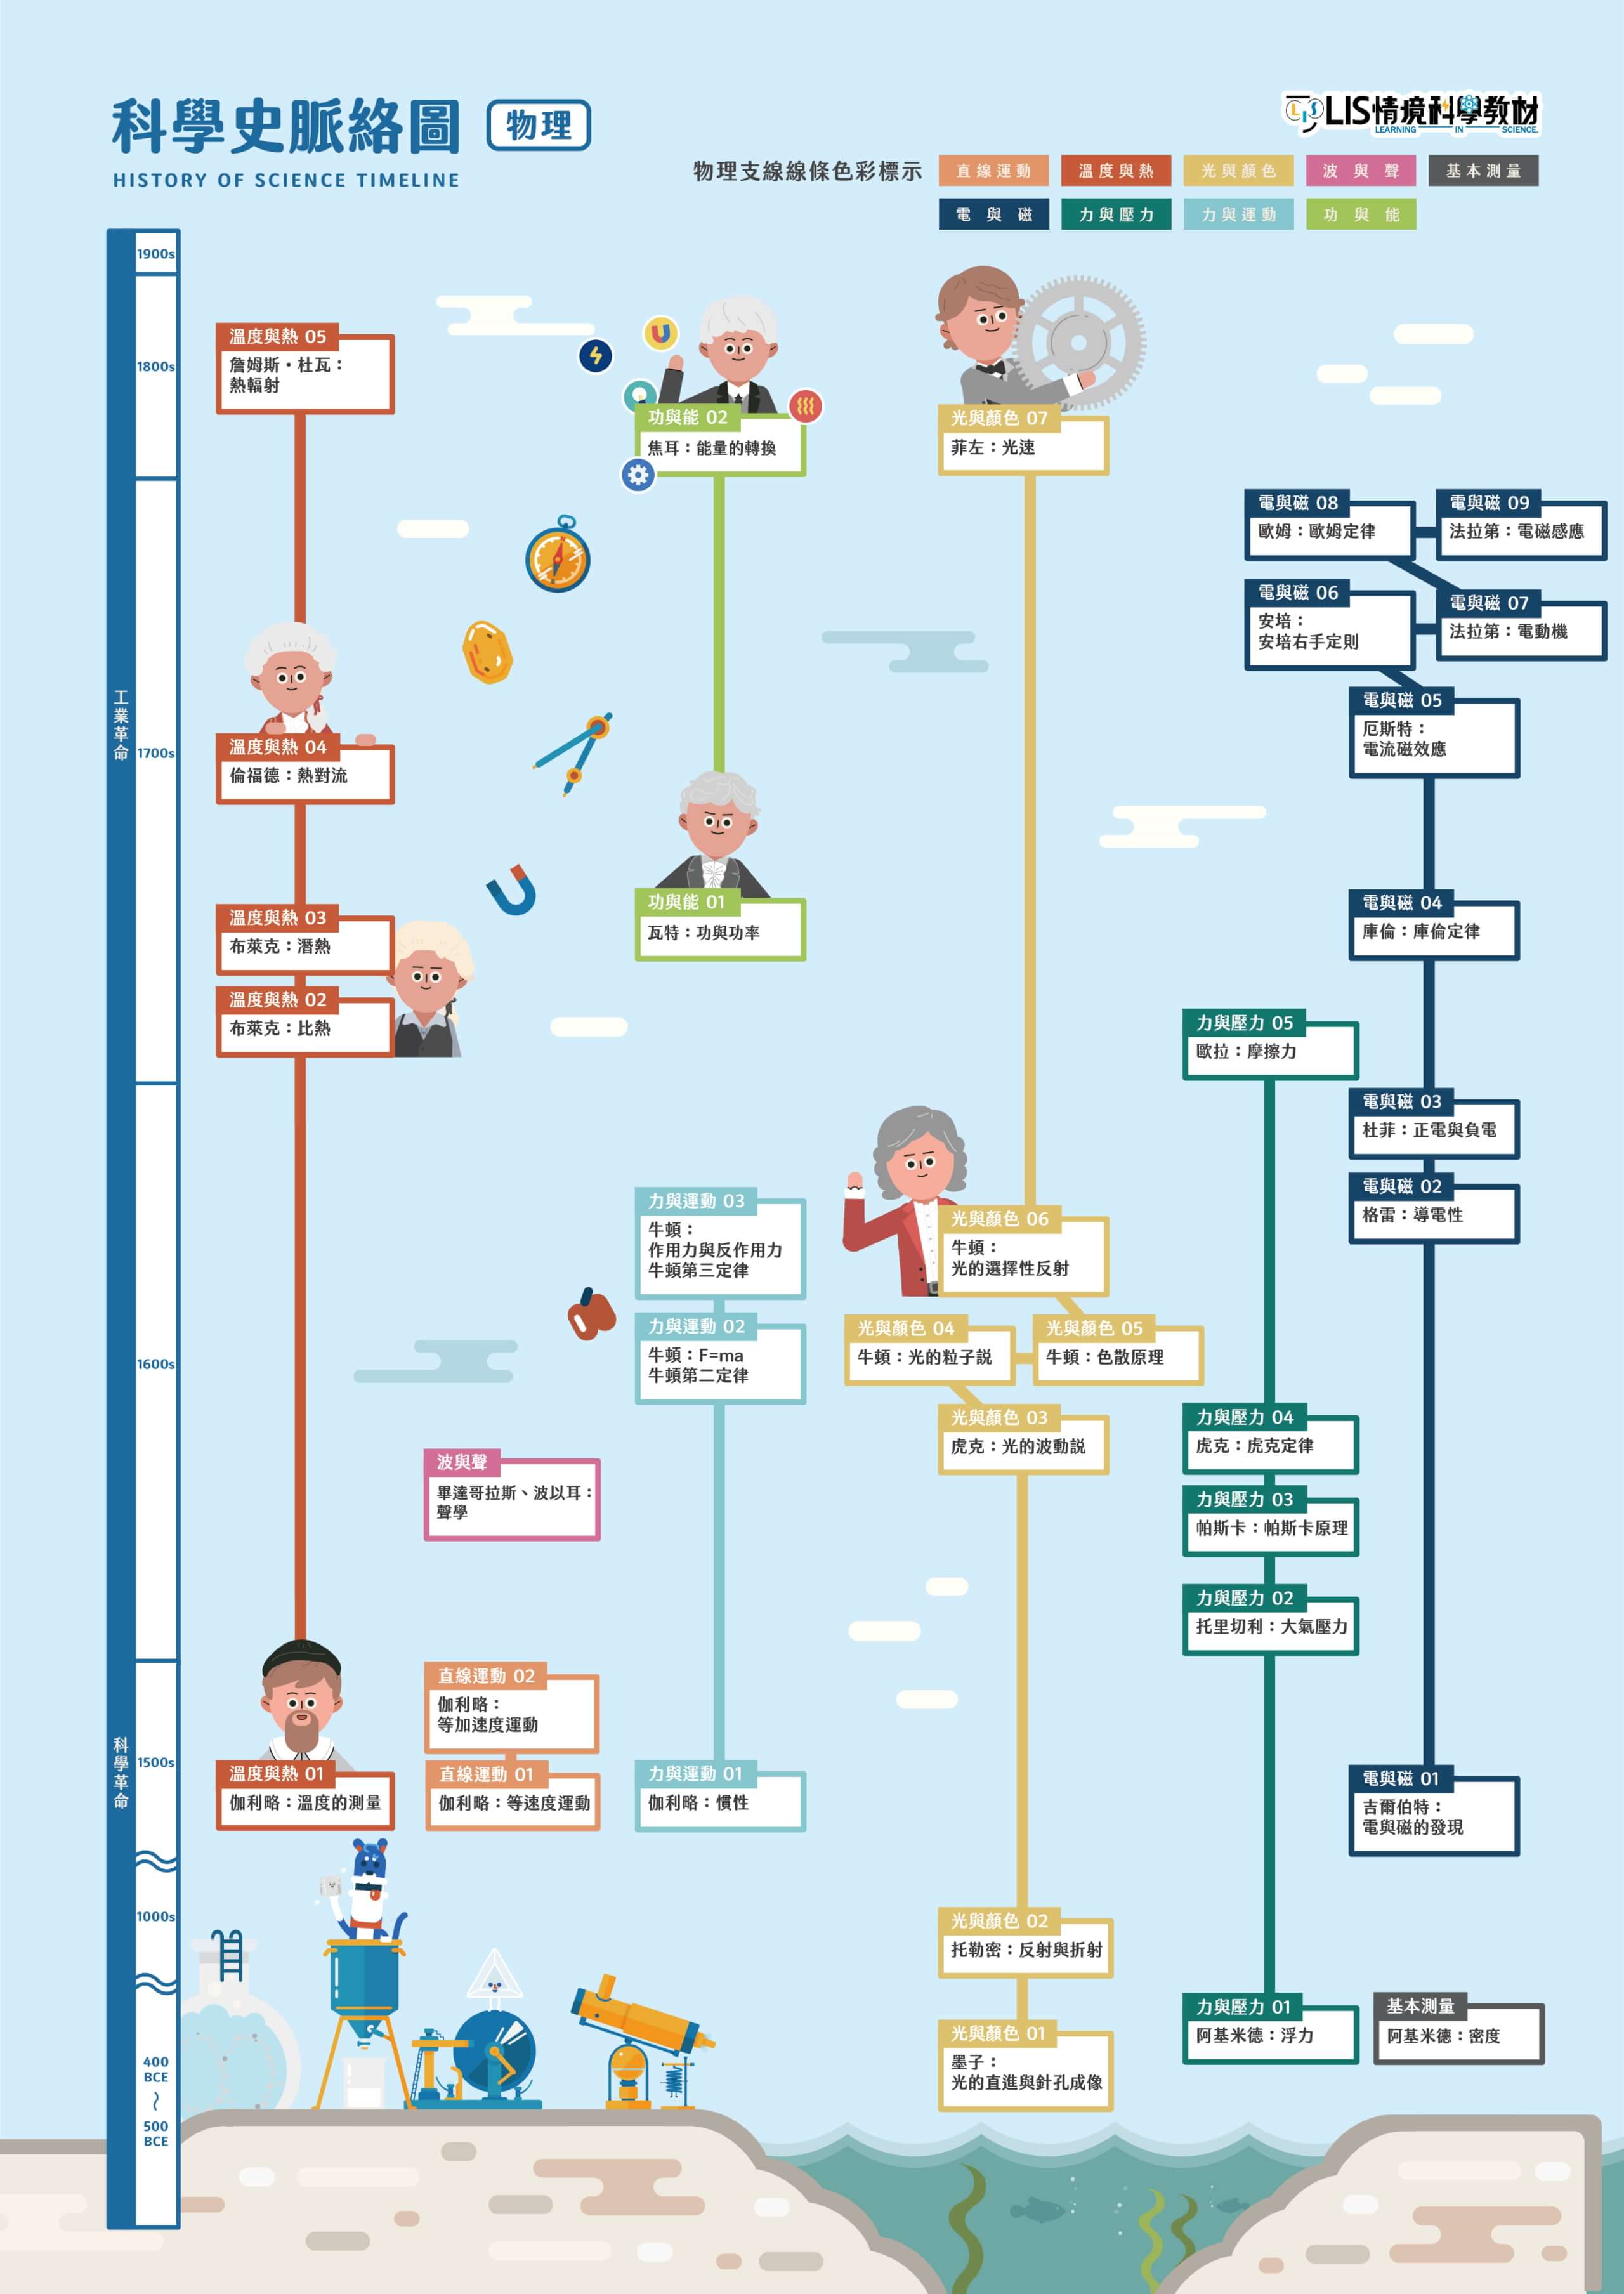 科學史脈絡圖
物理
HISTORY OF SCIENCE TIMELINE
LIS情境科學教材
LEARNING IN SCIENCE.
物理支線線條色彩標示
直線運動
溫度與熱
光與顏色
波與聲
基本測量
電與磁
力與壓力
力與運動
功與能
1900s
1800s
工業革命
1700s
1600s
科學革命
1500s
1000s
400
BCE
500
BCE
溫度與熱 05
詹姆斯·杜瓦：
熱輻射
溫度與熱 04
倫福德：熱對流
溫度與熱 03
布萊克：潛熱
溫度與熱 02
布萊克：比熱
溫度與熱 01
伽利略：溫度的測量
波與聲
畢達哥拉斯、波以耳：
聲學
直線運動 02
伽利略：
等加速度運動
直線運動 01
伽利略：等速度運動
功與能 02
焦耳：能量的轉換
功與能 01
瓦特：功與功率
力與運動 03
牛頓：
作用力與反作用力
牛頓第三定律
力與運動 02
牛頓：F=ma
牛頓第二定律
力與運動 01
伽利略：慣性
光與顏色 07
菲左：光速
光與顏色 06
牛頓：
光的選擇性反射
光與顏色 04
牛頓：光的粒子説
光與顏色 05
牛頓：色散原理
光與顏色 03
虎克：光的波動説
光與顏色 02
托勒密：反射與折射
光與顏色 01
墨子：
光的直進與針孔成像
力與壓力 05
歐拉：摩擦力
力與壓力 04
虎克：虎克定律
力與壓力 03
帕斯卡：帕斯卡原理
力與壓力 02
托里切利：大氣壓力
力與壓力 01
阿基米德：浮力
基本測量
阿基米德：密度
電與磁 08
歐姆：歐姆定律
電與磁 09
法拉第：電磁感應
電與磁 06
安培：
安培右手定則
電與磁 07
法拉第：電動機
電與磁 05
厄斯特：
電流磁效應
電與磁 04
庫倫：庫倫定律
電與磁 03
杜菲：正電與負電
電與磁 02
格雷：導電性
電與磁 01
吉爾伯特：
電與磁的發現